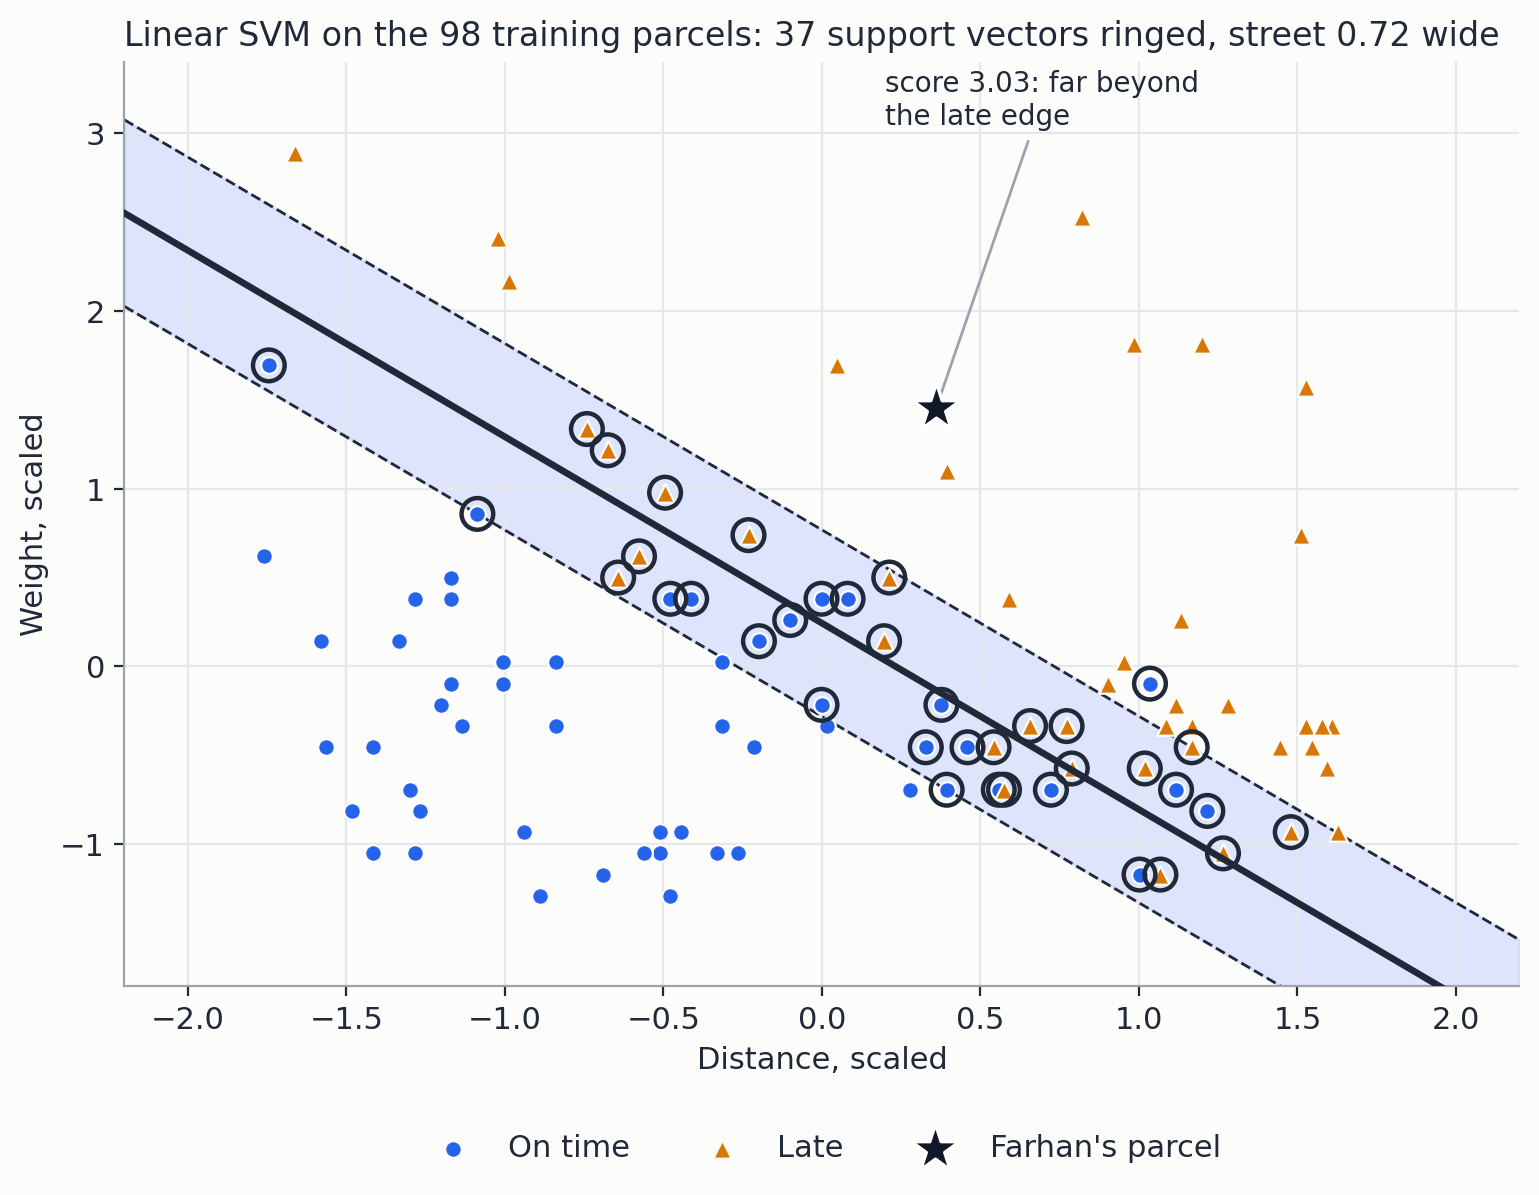 Linear SVM on the 98 training parcels: 37 support vectors ringed, street 0.72 wide
score 3.03: far beyond
the late edge
3
2
1
0
−1
Weight, scaled
−2.0 −1.5 −1.0 −0.5 0.0 0.5 1.0 1.5 2.0
Distance, scaled
On time Late Farhan's parcel